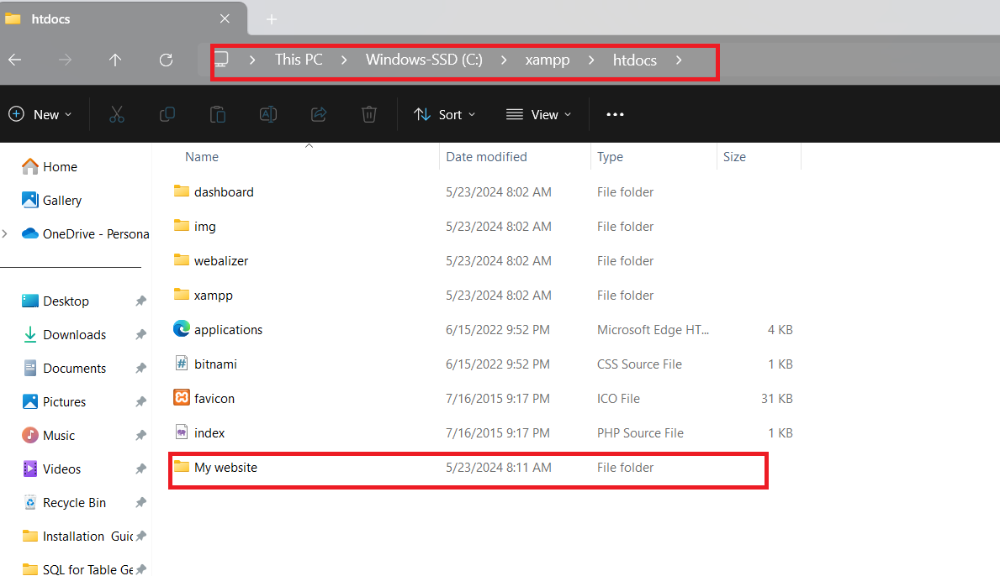 htdocs
This PC > Windows-SSD (C:) > xampp > htdocs >
New Sort View
Name Date modified Type Size
Home
Gallery
OneDrive - Persona
Desktop
Downloads
Documents
Pictures
Music
Videos
Recycle Bin
Installation Guic
SQL for Table Ge
dashboard 5/23/2024 8:02 AM File folder
img 5/23/2024 8:02 AM File folder
webalizer 5/23/2024 8:02 AM File folder
xampp 5/23/2024 8:02 AM File folder
applications 6/15/2022 9:52 PM Microsoft Edge HT... 4 KB
bitnami 6/15/2022 9:52 PM CSS Source File 1 KB
favicon 7/16/2015 9:17 PM ICO File 31 KB
index 7/16/2015 9:17 PM PHP Source File 1 KB
My website 5/23/2024 8:11 AM File folder